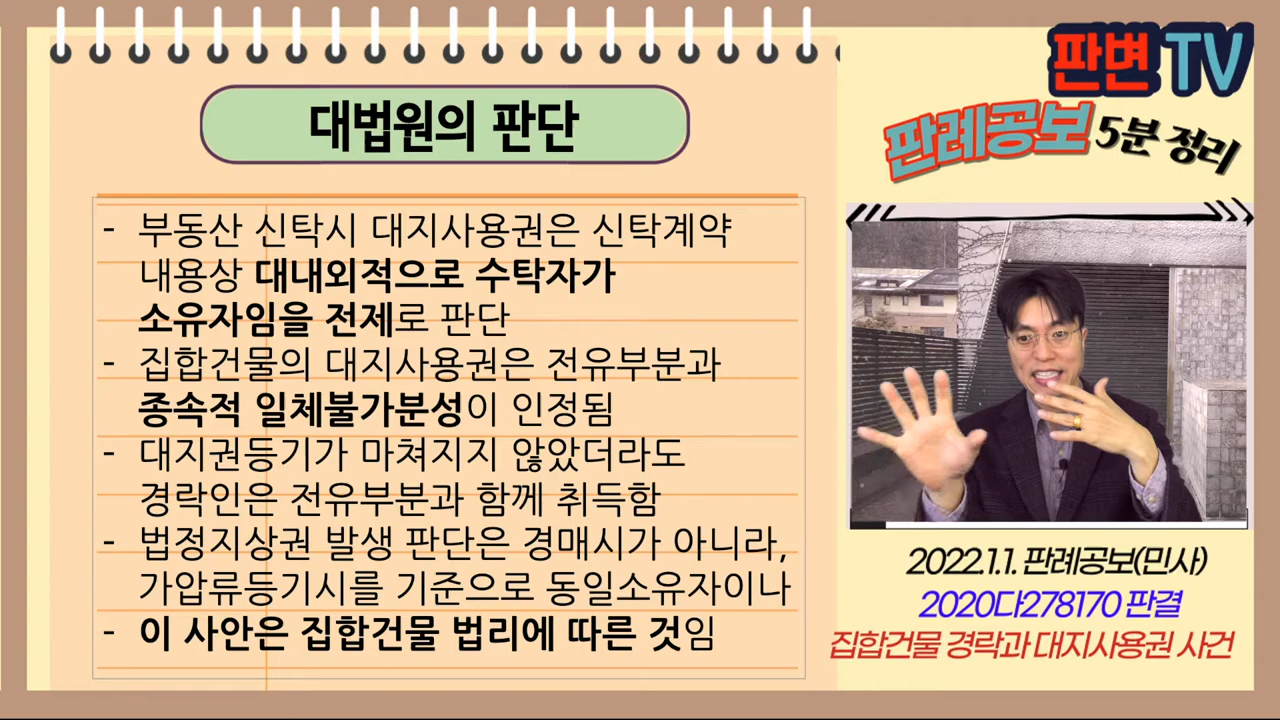 판변 TV
판례공보 5분 정리
대법원의 판단
- 부동산 신탁시 대지사용권은 신탁계약
내용상 대내외적으로 수탁자가
소유자임을 전제로 판단
- 집합건물의 대지사용권은 전유부분과
종속적 일체불가분성이 인정됨
- 대지권등기가 마쳐지지 않았더라도
경락인은 전유부분과 함께 취득함
- 법정지상권 발생 판단은 경매시가 아니라,
가압류등기시를 기준으로 동일소유자이나
- 이 사안은 집합건물 법리에 따른 것임
2022.1.1. 판례공보(민사)
2020다278170 판결
집합건물 경락과 대지사용권 사건